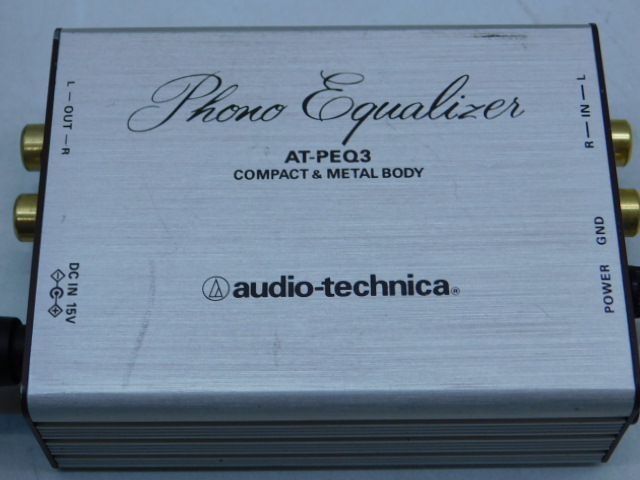 Phono Equalizer
AT-PEQ3
COMPACT & METAL BODY
audio-technica®
L — OUT — R
DC IN 15V
R — IN — L
GND
POWER